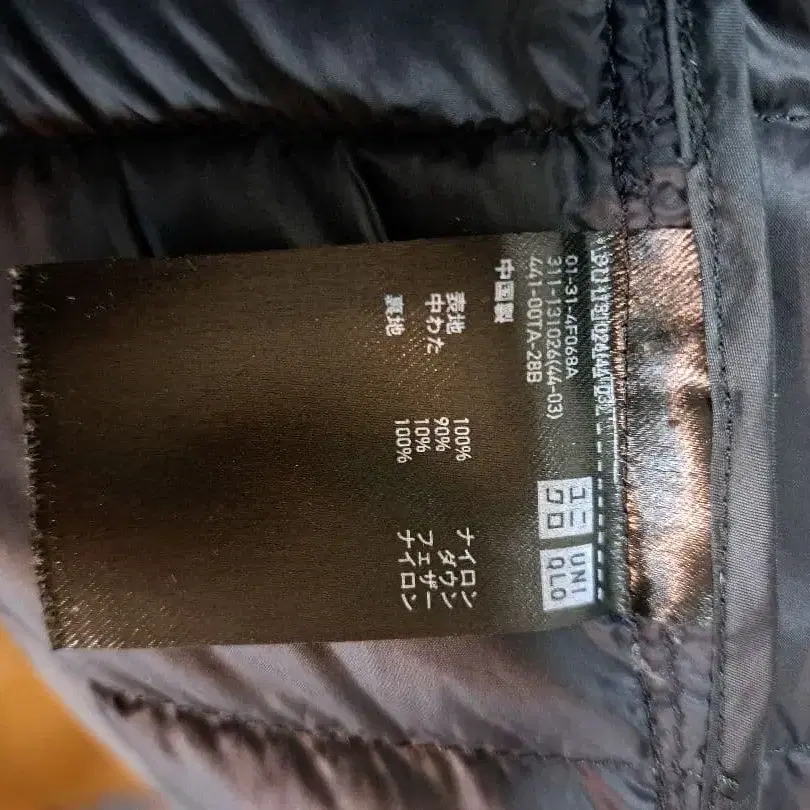 ユニクロ
UNIQLO
01-31-4F068A
311-131026(44-03)
441-00TA-28B
中国製
表地 100% ナイロン
中わた 90% ダウン
10% フェザー
裏地 100% ナイロン